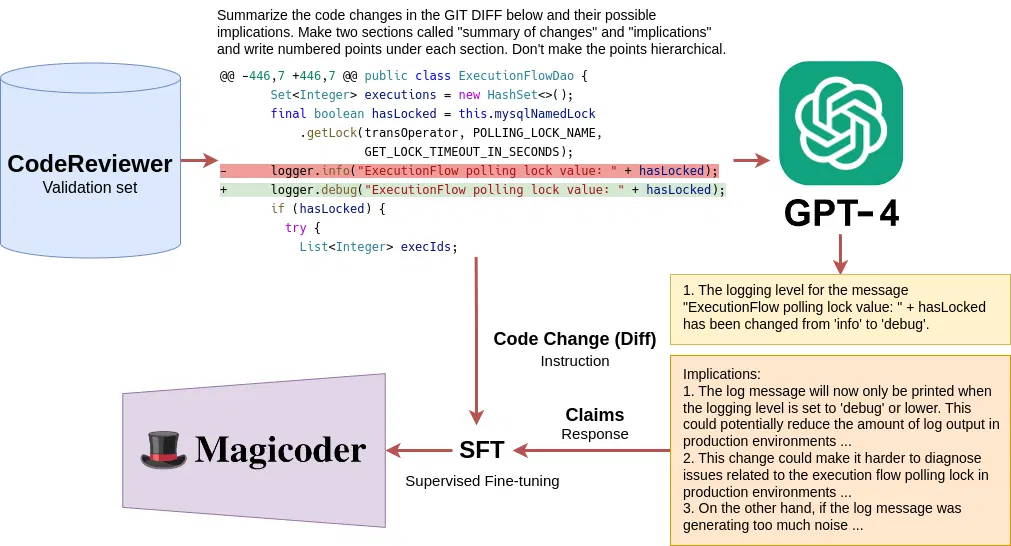 Summarize the code changes in the GIT DIFF below and their possible
implications. Make two sections called "summary of changes" and "implications"
and write numbered points under each section. Don't make the points hierarchical.
@@ -446,7 +446,7 @@ public class ExecutionFlowDao {
Set<Integer> executions = new HashSet<>();
final boolean hasLocked = this.mysqlNamedLock
.getLock(transOperator, POLLING_LOCK_NAME,
GET_LOCK_TIMEOUT_IN_SECONDS);
- logger.info("ExecutionFlow polling lock value: " + hasLocked);
+ logger.debug("ExecutionFlow polling lock value: " + hasLocked);
if (hasLocked) {
try {
List<Integer> execIds;
CodeReviewer
Validation set
GPT-4
1. The logging level for the message
"ExecutionFlow polling lock value: " + hasLocked
has been changed from 'info' to 'debug'.
Implications:
1. The log message will now only be printed when
the logging level is set to 'debug' or lower. This
could potentially reduce the amount of log output in
production environments ...
2. This change could make it harder to diagnose
issues related to the execution flow polling lock in
production environments ...
3. On the other hand, if the log message was
generating too much noise ...
Code Change (Diff)
Instruction
Claims
Response
SFT
Supervised Fine-tuning
Magicoder